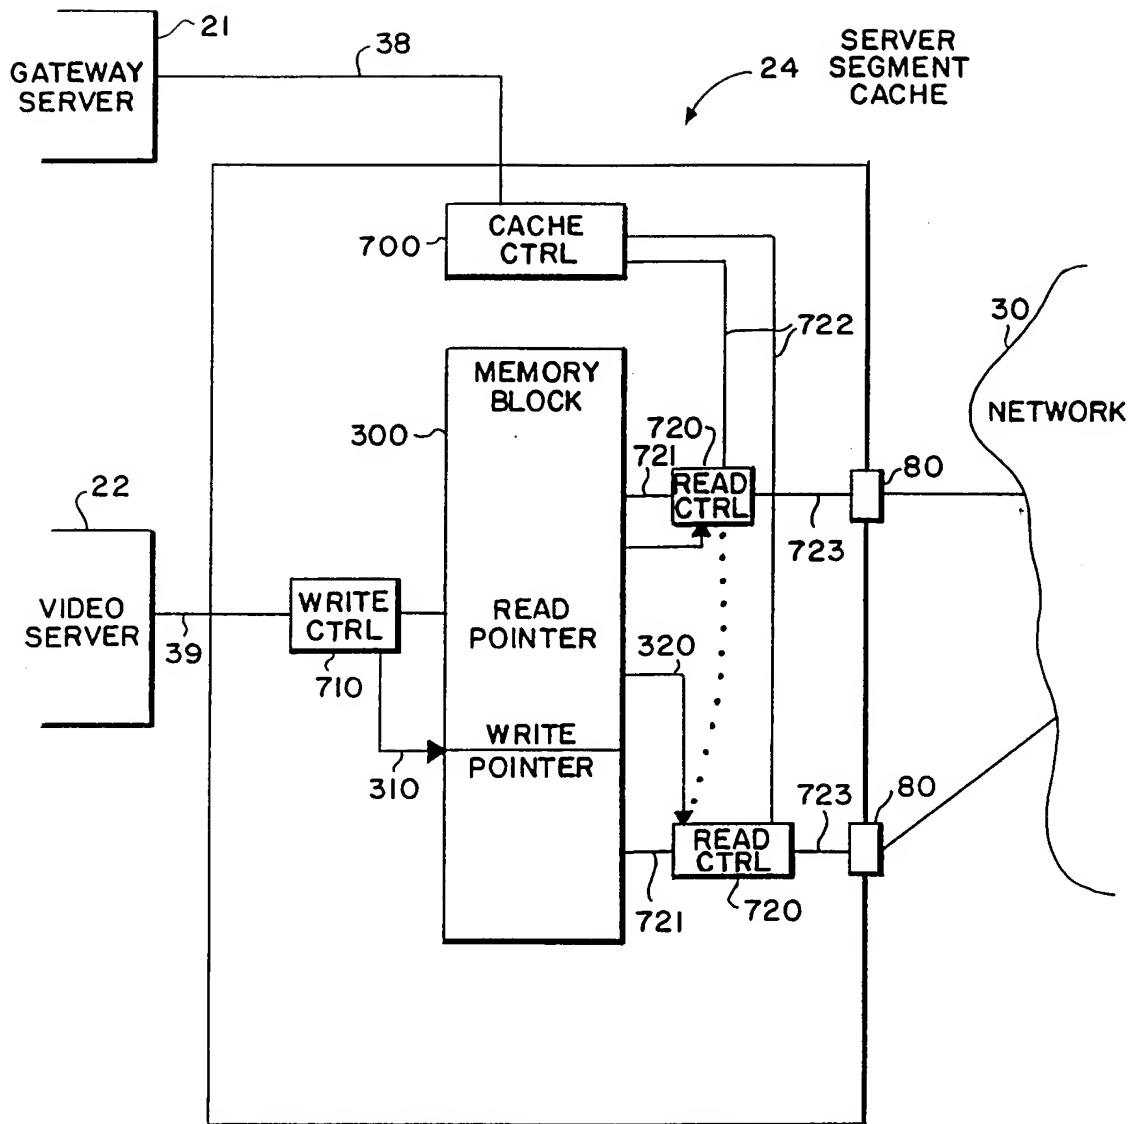 21
GATEWAY
SERVER
38
24
SERVER
SEGMENT
CACHE
700
CACHE
CTRL
722
30
NETWORK
MEMORY
BLOCK
300
720
721
READ
CTRL
80
723
22
VIDEO
SERVER
39
WRITE
CTRL
710
READ
POINTER
320
WRITE
POINTER
310
723
80
READ
CTRL
721
720